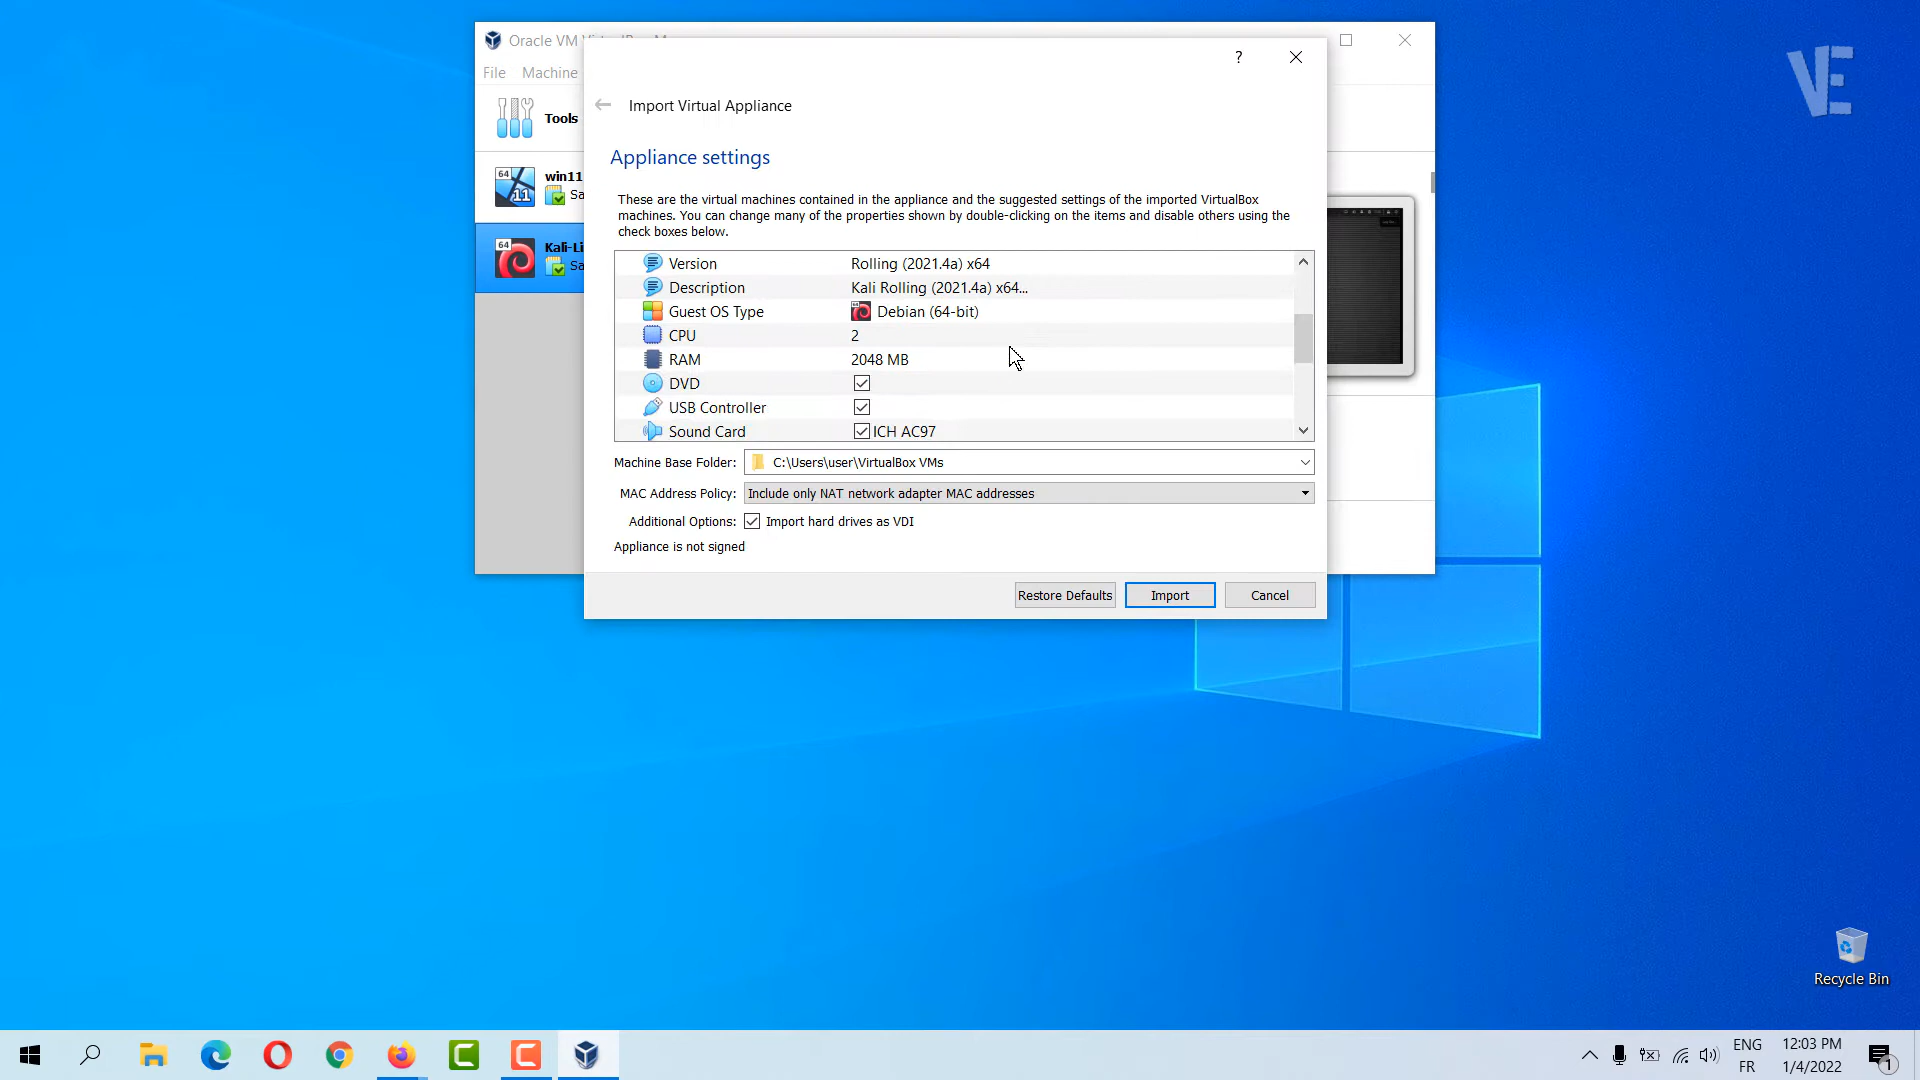 Oracle VM
File Machine
Tools
64
11
win11
Sa
64
Kali-Li
Sa
?
Import Virtual Appliance
Appliance settings
These are the virtual machines contained in the appliance and the suggested settings of the imported VirtualBox
machines. You can change many of the properties shown by double-clicking on the items and disable others using the
check boxes below.
Version Rolling (2021.4a) x64
Description Kali Rolling (2021.4a) x64...
Guest OS Type Debian (64-bit)
CPU 2
RAM 2048 MB
DVD
USB Controller
Sound Card ICH AC97
Machine Base Folder: C:\Users\user\VirtualBox VMs
MAC Address Policy: Include only NAT network adapter MAC addresses
Additional Options: Import hard drives as VDI
Appliance is not signed
Restore Defaults Import Cancel
VE
Recycle Bin
ENG
FR
12:03 PM
1/4/2022
1